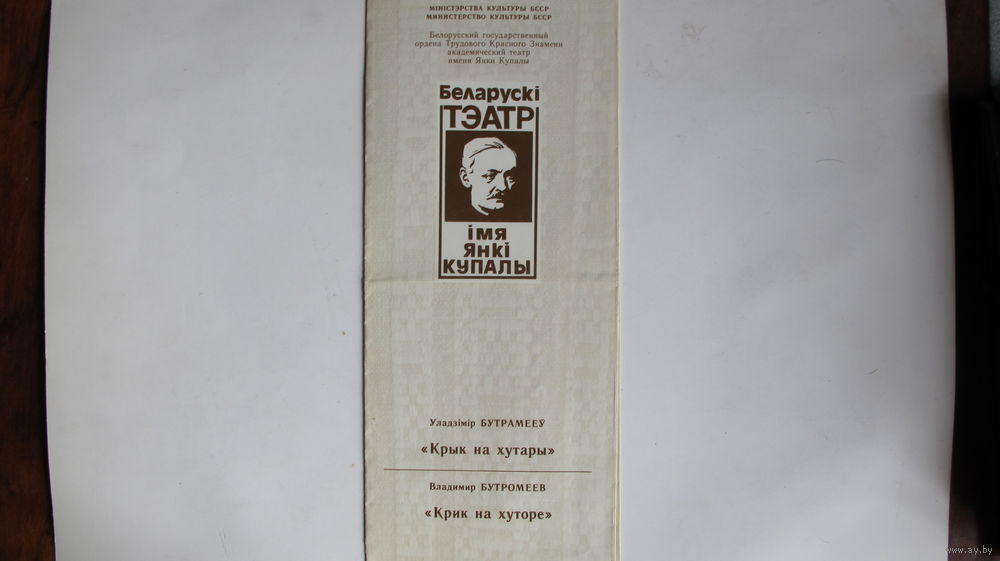 МІНІСТЭРСТВА КУЛЬТУРЫ БССР
МИНИСТЕРСТВО КУЛЬТУРЫ БССР
Белорусский государственный
ордена Трудового Красного Знамени
академический театр
имени Янки Купалы
Беларускі
ТЭАТР
імя
Янкі
КУПАЛЫ
Уладзімір БУТРАМЕЕЎ
«Крык на хутары»
Владимир БУТРОМЕЕВ
«Крик на хуторе»
www.ay.by